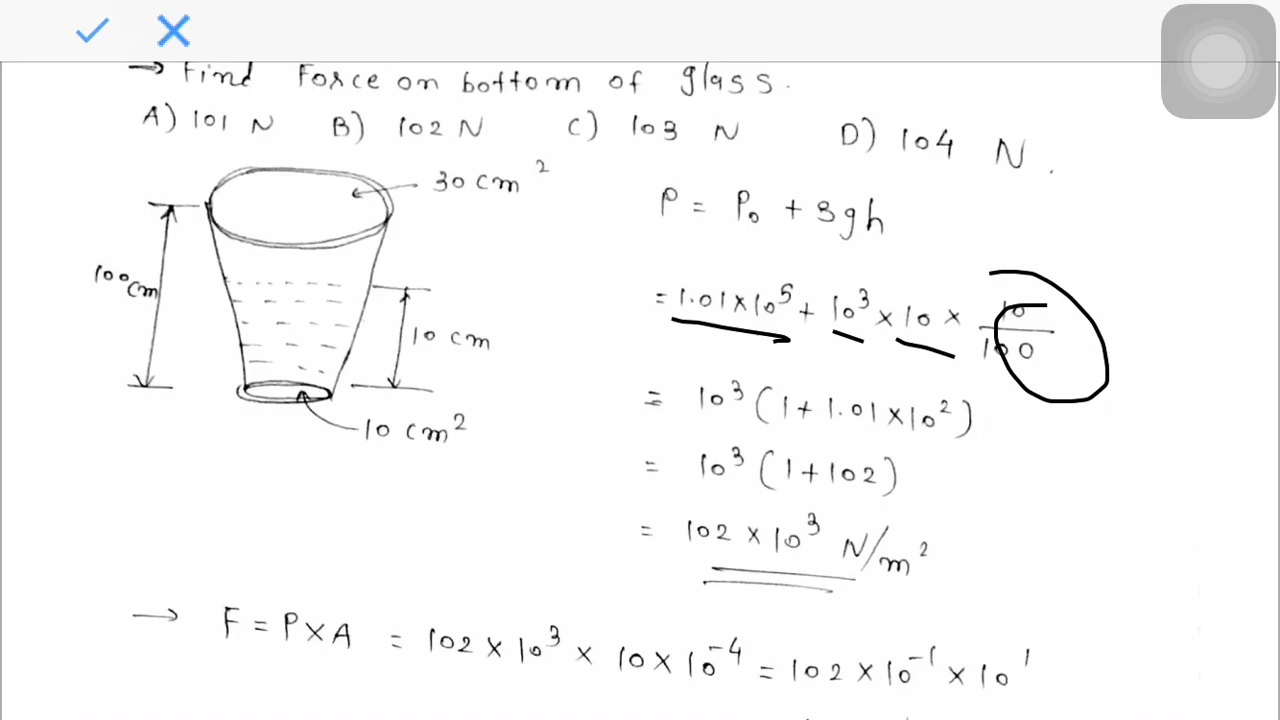 → Find Force on bottom of glass.
A) 101 N B) 102 N C) 103 N D) 104 N.
30 cm²
100 cm
10 cm
10 cm²
P = P₀ + ρgh
= 1.01 × 10⁵ + 10³ × 10 × 10/100
= 10³ (1 + 1.01 × 10²)
= 10³ (1 + 102)
= 102 × 10³ N/m²
→ F = P × A = 102 × 10³ × 10 × 10⁻⁴ = 102 × 10⁻¹ × 10¹